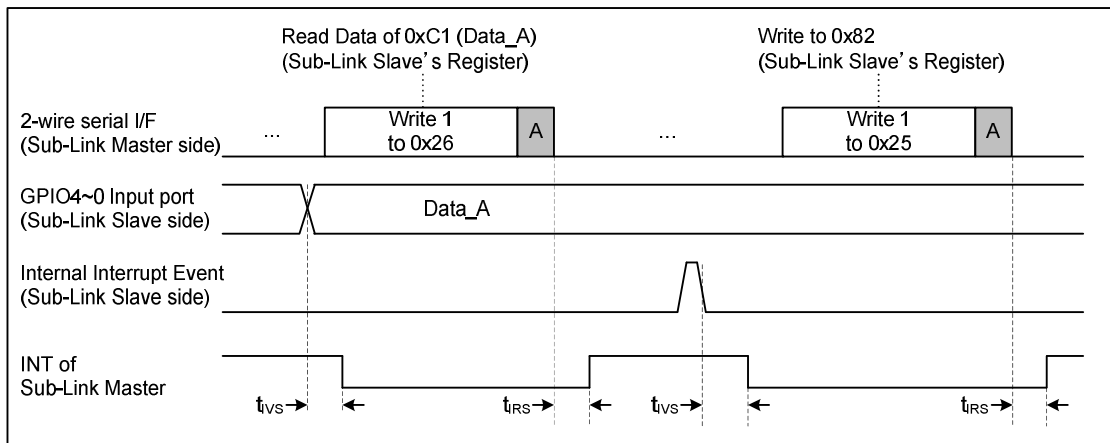 Read Data of 0xC1 (Data_A)
(Sub-Link Slave's Register)
Write to 0x82
(Sub-Link Slave's Register)
2-wire serial I/F
(Sub-Link Master side)
...
Write 1
to 0x26
A
...
Write 1
to 0x25
A
GPIO4~0 Input port
(Sub-Link Slave side)
Data_A
Internal Interrupt Event
(Sub-Link Slave side)
INT of
Sub-Link Master
tIVS
tIRS
tIVS
tIRS